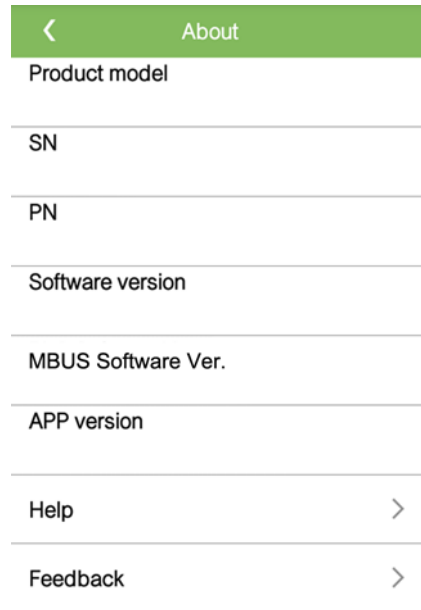 About
Product model
SN
PN
Software version
MBUS Software Ver.
APP version
Help
Feedback